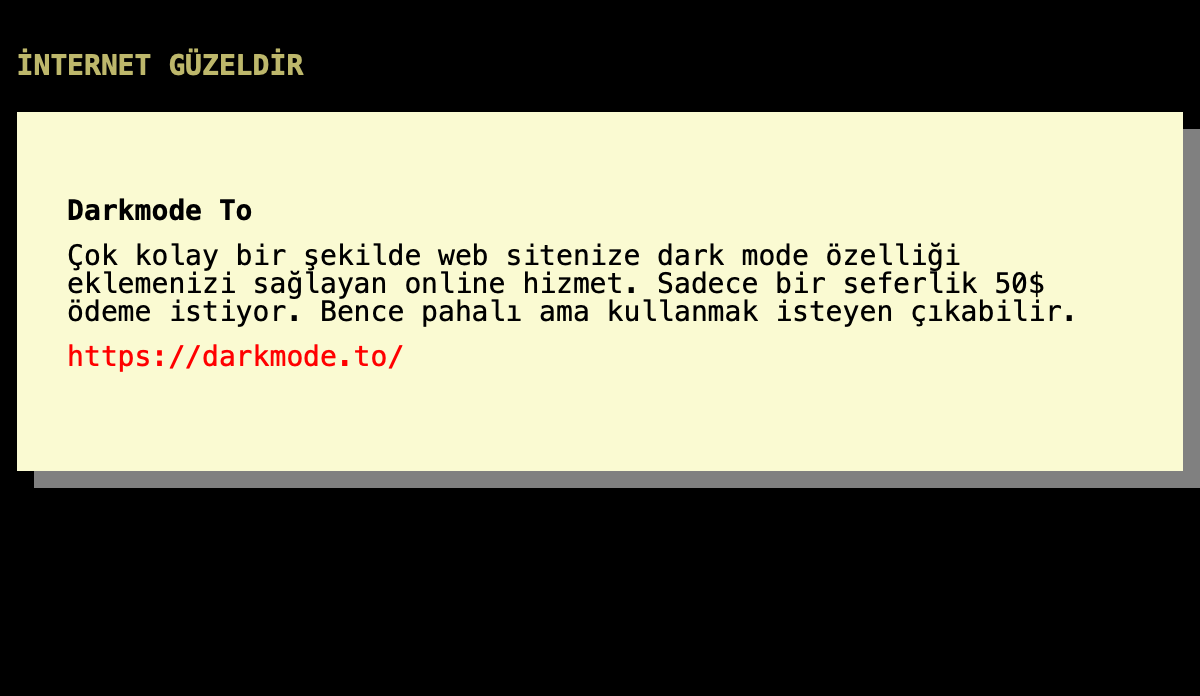 İNTERNET GÜZELDİR
Darkmode To
Çok kolay bir şekilde web sitenize dark mode özelliği
eklemenizi sağlayan online hizmet. Sadece bir seferlik 50$
ödeme istiyor. Bence pahalı ama kullanmak isteyen çıkabilir.
https://darkmode.to/